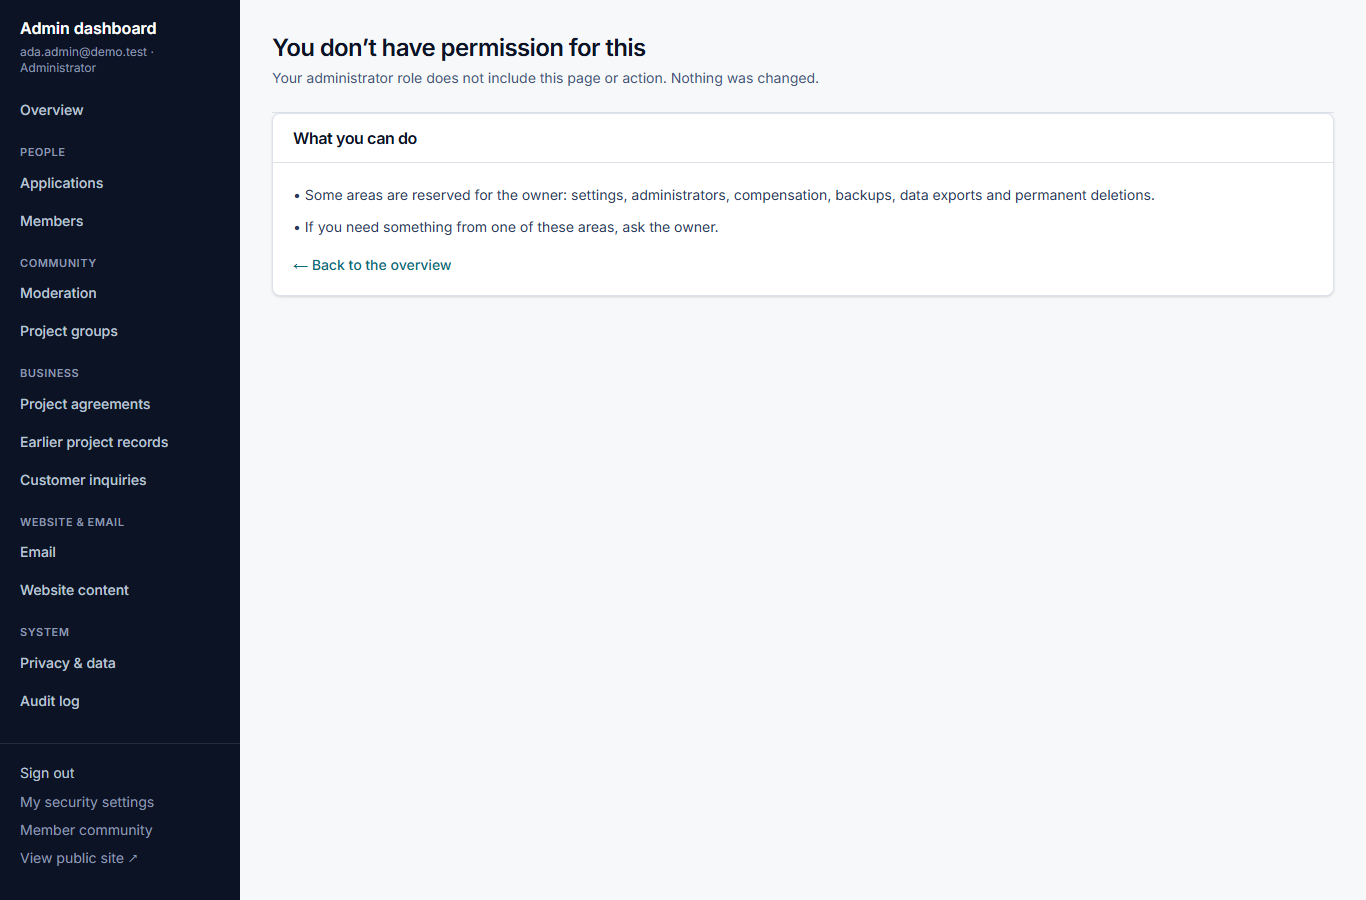 Admin dashboard
ada.admin@demo.test ·
Administrator
Overview
PEOPLE
Applications
Members
COMMUNITY
Moderation
Project groups
BUSINESS
Project agreements
Earlier project records
Customer inquiries
WEBSITE & EMAIL
Email
Website content
SYSTEM
Privacy & data
Audit log
Sign out
My security settings
Member community
View public site ↗
You don’t have permission for this
Your administrator role does not include this page or action. Nothing was changed.
What you can do
• Some areas are reserved for the owner: settings, administrators, compensation, backups, data exports and permanent deletions.
• If you need something from one of these areas, ask the owner.
← Back to the overview